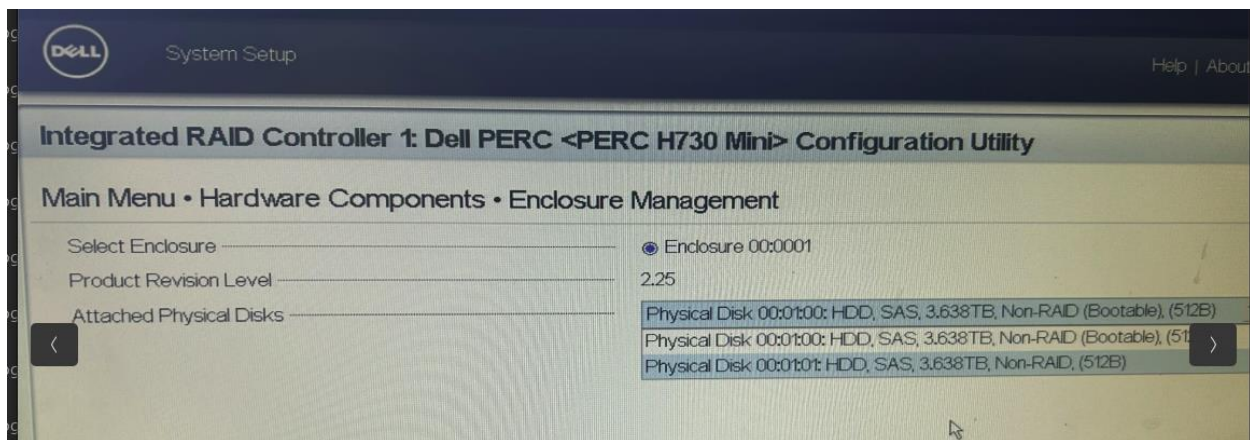 DELL
System Setup
Help | About
Integrated RAID Controller 1: Dell PERC <PERC H730 Mini> Configuration Utility
Main Menu • Hardware Components • Enclosure Management
Select Enclosure
Enclosure 00:0001
Product Revision Level
2.25
Attached Physical Disks
Physical Disk 00:01:00: HDD, SAS, 3.638TB, Non-RAID (Bootable), (512B)
Physical Disk 00:01:00: HDD, SAS, 3.638TB, Non-RAID (Bootable), (51
Physical Disk 00:01:01: HDD, SAS, 3.638TB, Non-RAID, (512B)